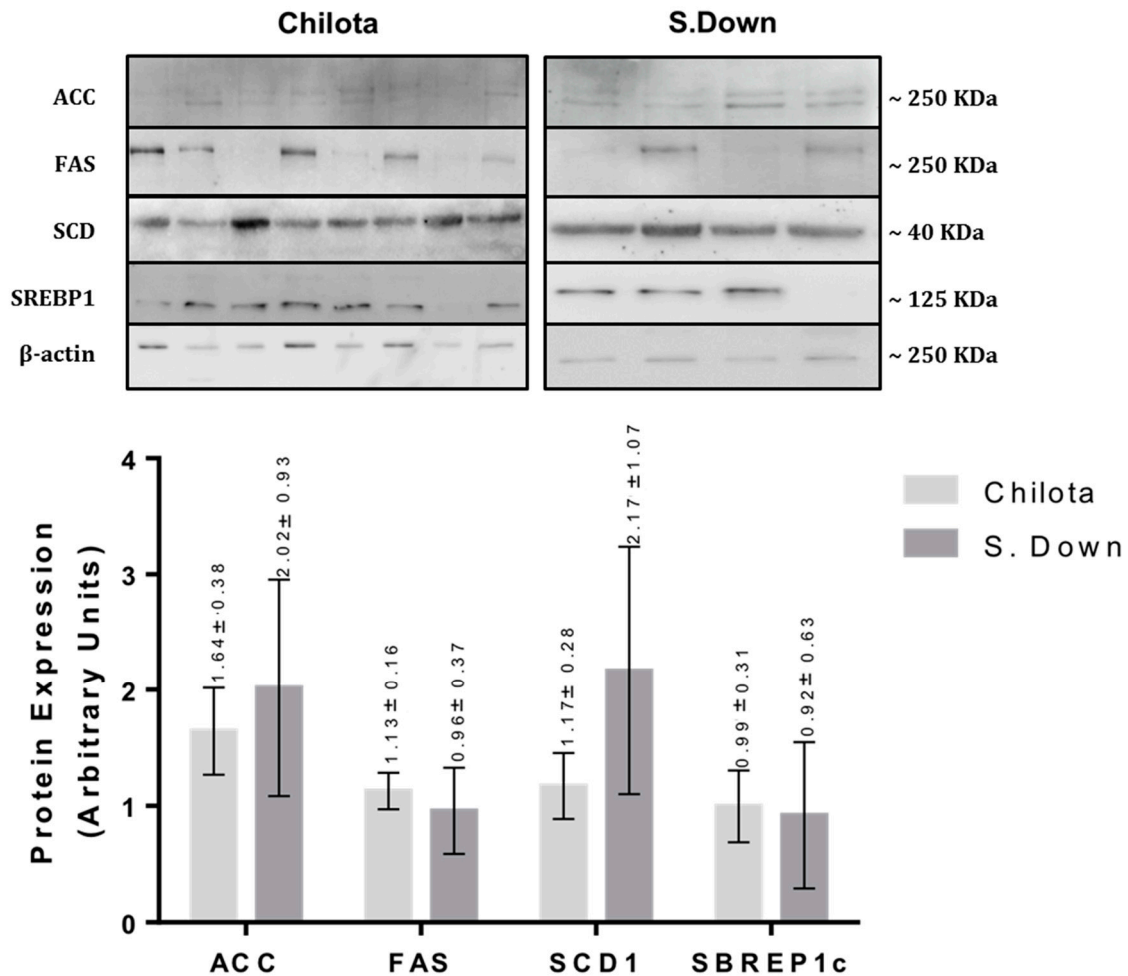 Chilota S.Down
ACC ~ 250 KDa
FAS ~ 250 KDa
SCD ~ 40 KDa
SREBP1 ~ 125 KDa
β-actin ~ 250 KDa
Protein Expression
(Arbitrary Units)
4
3
2
1
0
1.64± 0.38
2.02± 0.93
1.13± 0.16
0.96± 0.37
1.17± 0.28
2.17 ±1.07
0.99 ±0.31
0.92± 0.63
ACC FAS SCD1 SBREP1c
Chilota
S. Down